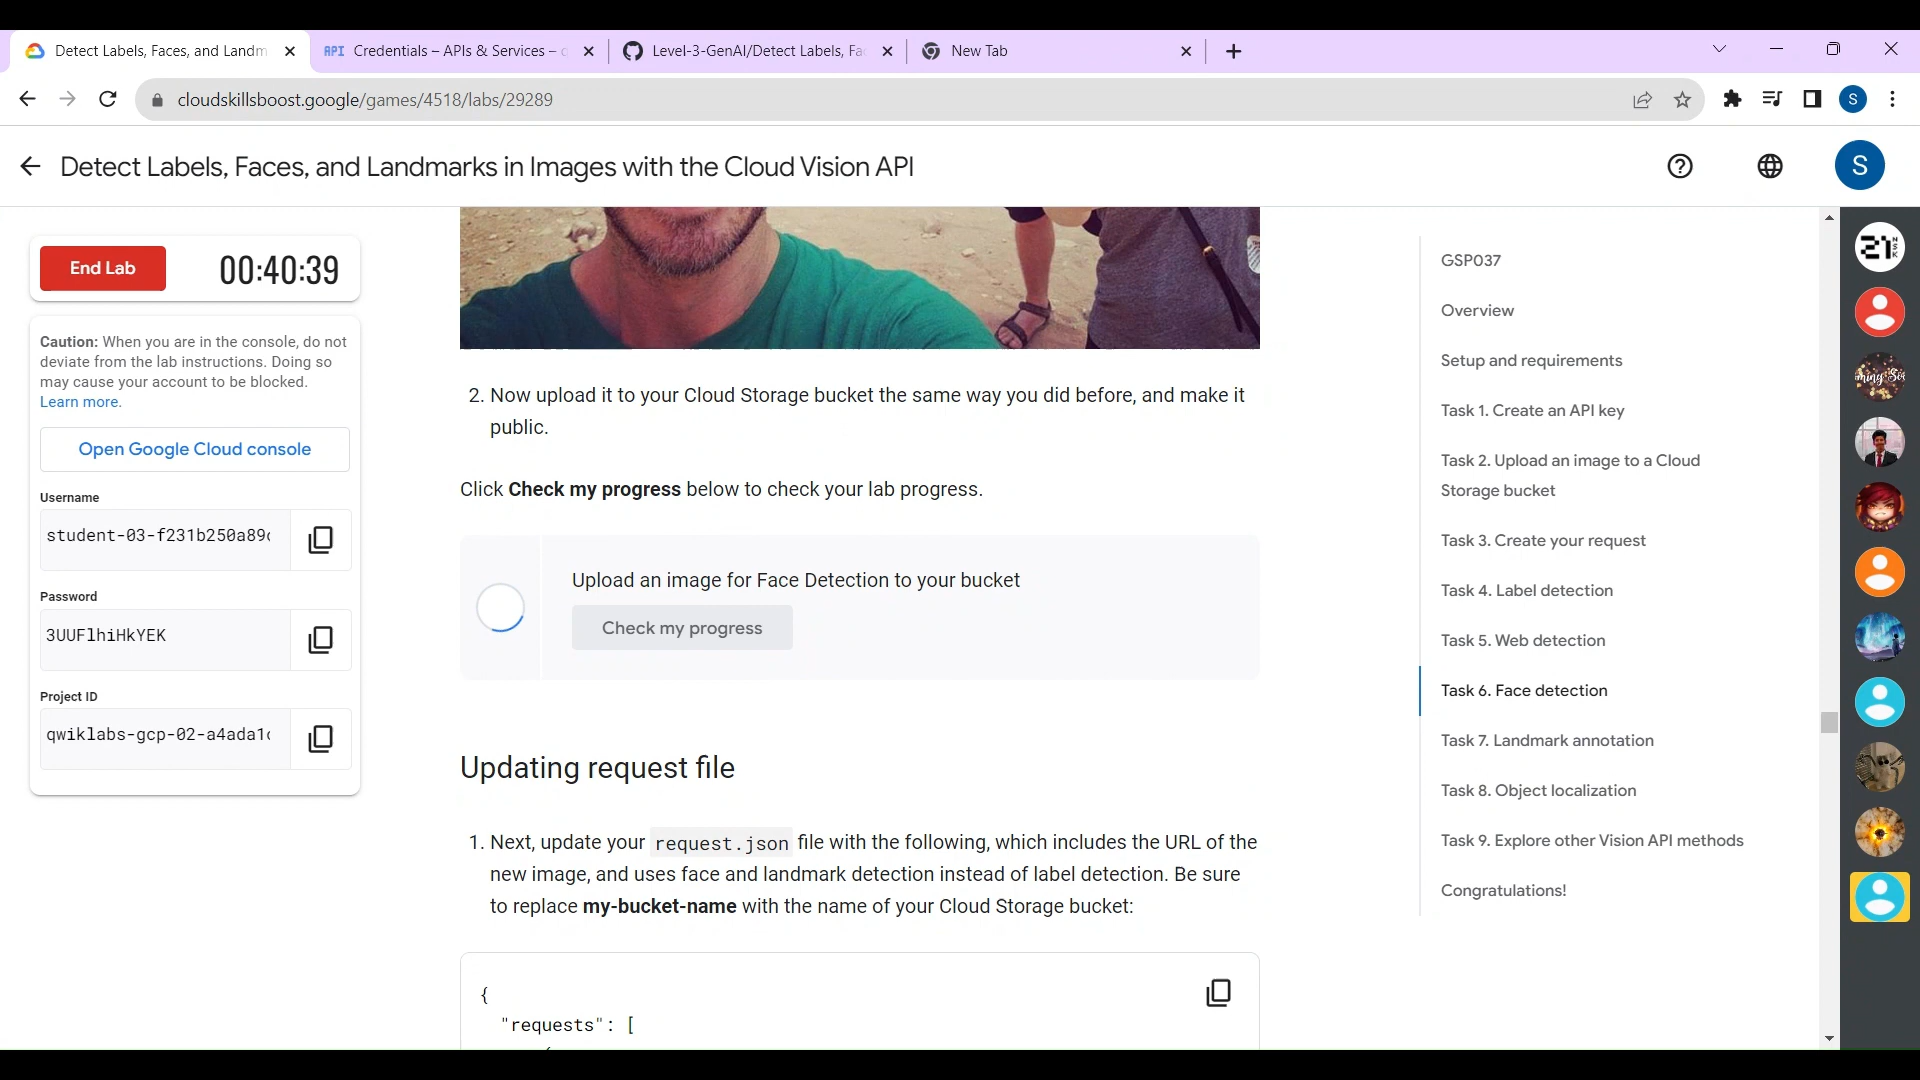 Detect Labels, Faces, and Landm
API Credentials – APIs & Services –
Level-3-GenAI/Detect Labels, Fa
New Tab
cloudskillsboost.google/games/4518/labs/29289
S
Detect Labels, Faces, and Landmarks in Images with the Cloud Vision API
S
End Lab
00:40:39
Caution: When you are in the console, do not
deviate from the lab instructions. Doing so
may cause your account to be blocked.
Learn more.
Open Google Cloud console
Username
student-03-f231b250a89
Password
3UUFlhiHkYEK
Project ID
qwiklabs-gcp-02-a4ada1
2. Now upload it to your Cloud Storage bucket the same way you did before, and make it
public.
Click Check my progress below to check your lab progress.
Upload an image for Face Detection to your bucket
Check my progress
Updating request file
1. Next, update your request.json file with the following, which includes the URL of the
new image, and uses face and landmark detection instead of label detection. Be sure
to replace my-bucket-name with the name of your Cloud Storage bucket:
{
"requests": [
GSP037
Overview
Setup and requirements
Task 1. Create an API key
Task 2. Upload an image to a Cloud
Storage bucket
Task 3. Create your request
Task 4. Label detection
Task 5. Web detection
Task 6. Face detection
Task 7. Landmark annotation
Task 8. Object localization
Task 9. Explore other Vision API methods
Congratulations!
21